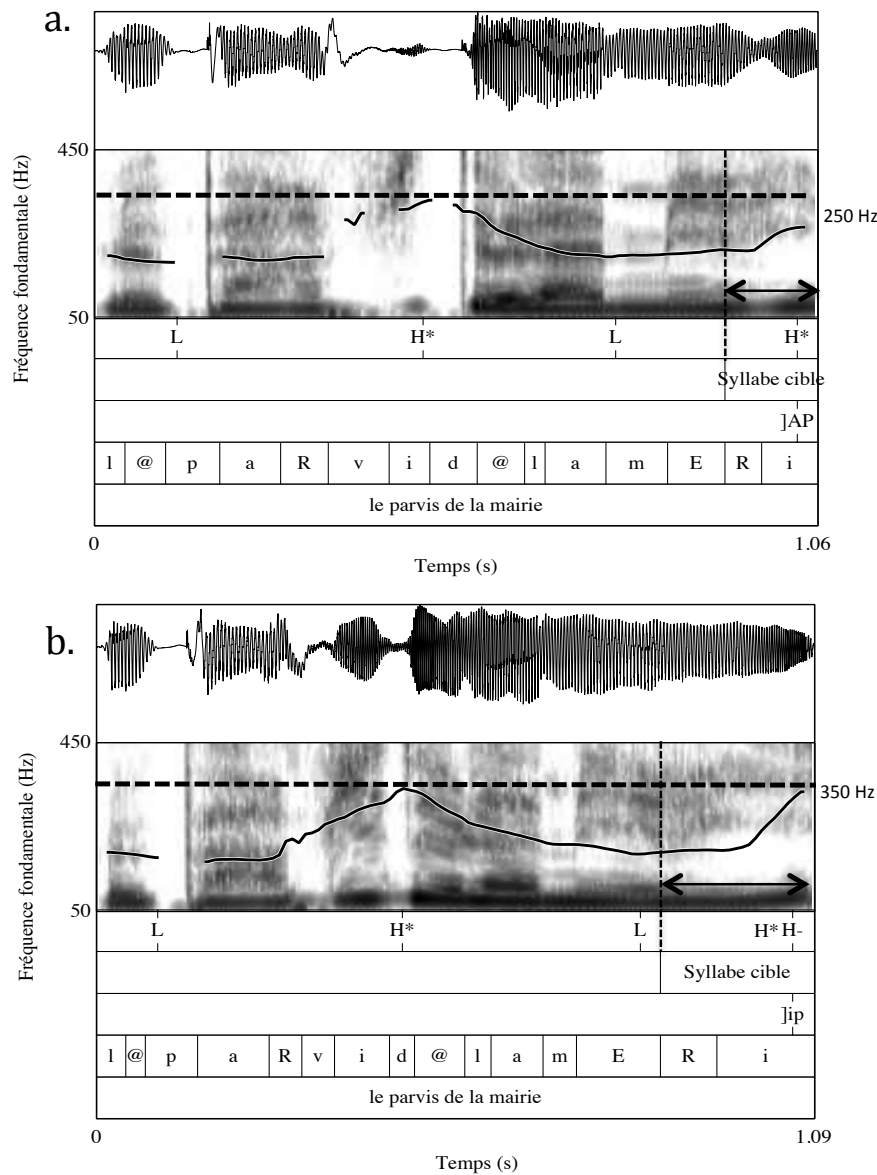 a.
Fréquence fondamentale (Hz)
450
250 Hz
50
L H* L H*
Syllabe cible
]AP
l @ p a R v i d @ l a m E R i
le parvis de la mairie
0 1.06
Temps (s)
b.
Fréquence fondamentale (Hz)
450
350 Hz
50
L H* L H* H-
Syllabe cible
]ip
l @ p a R v i d @ l a m E R i
le parvis de la mairie
0 1.09
Temps (s)